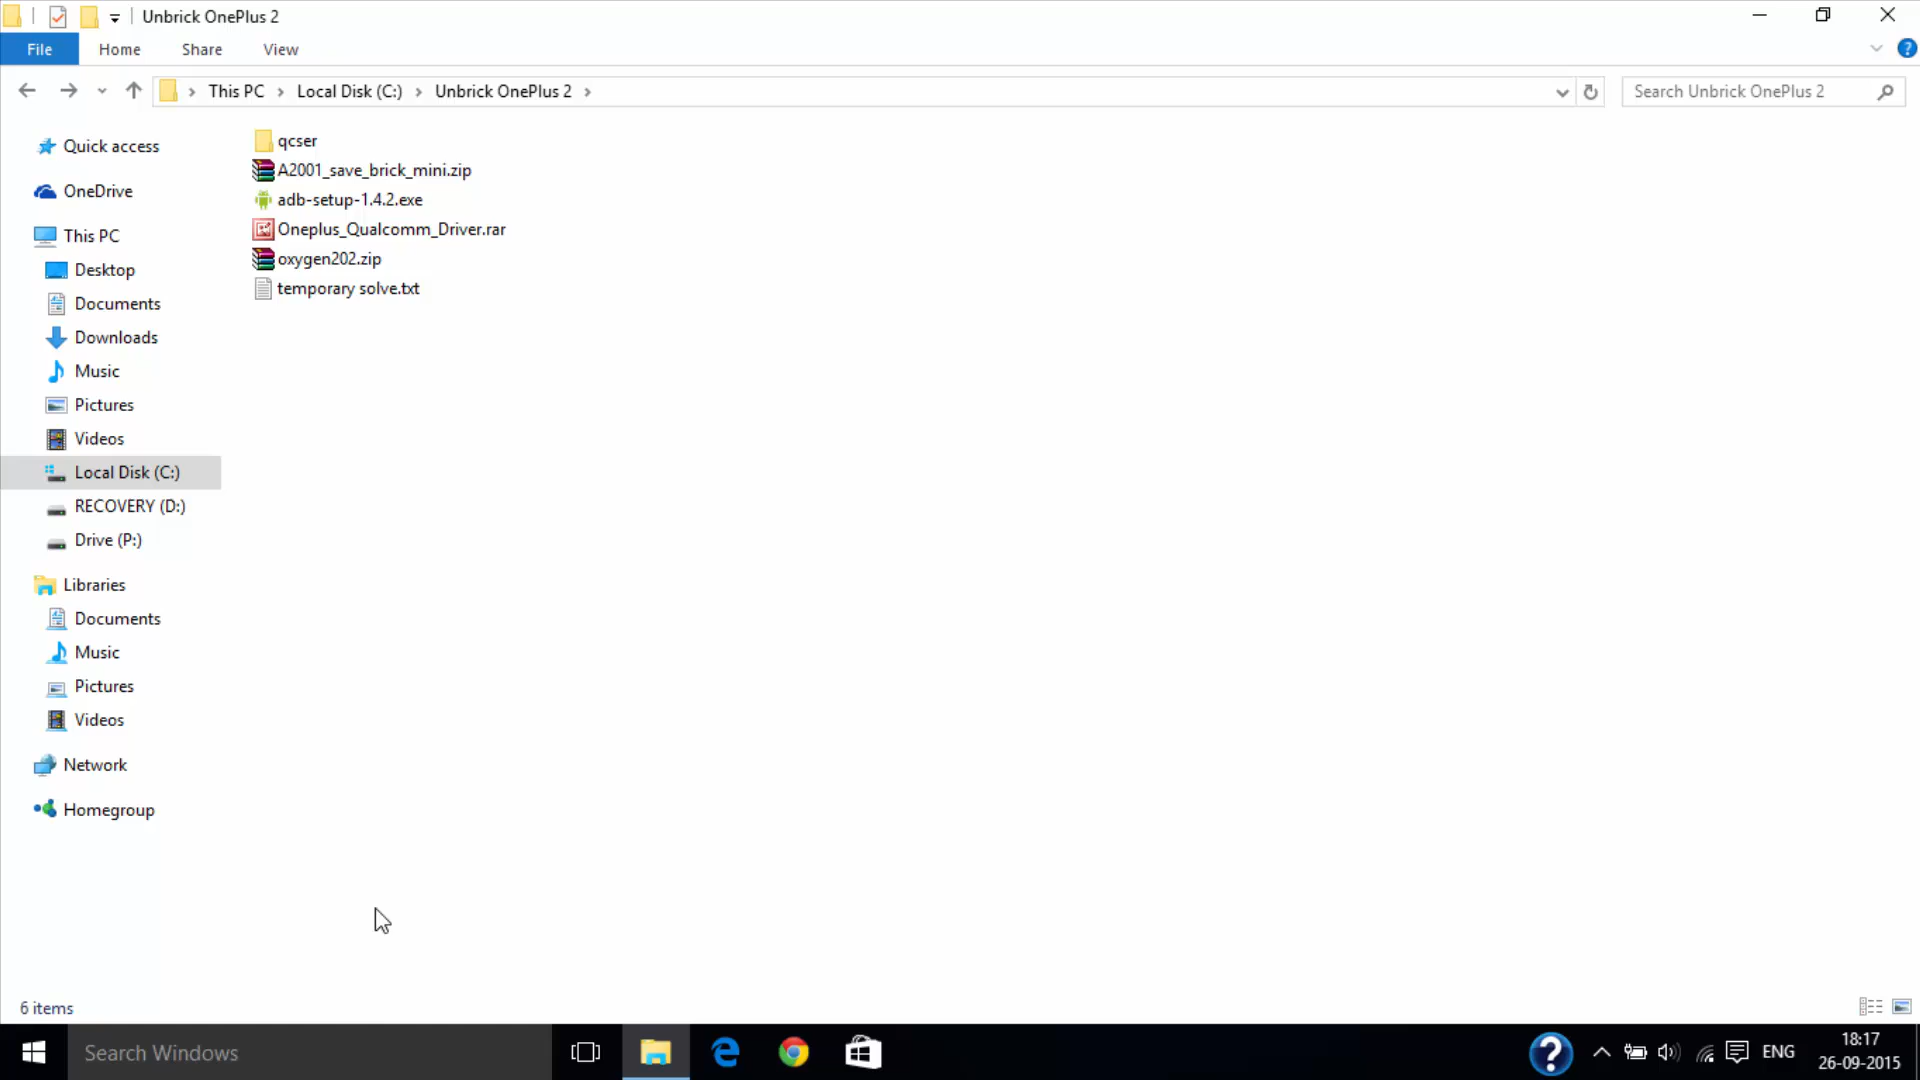 Unbrick OnePlus 2
File Home Share View
This PC Local Disk (C:) Unbrick OnePlus 2
Search Unbrick OnePlus 2
Quick access
OneDrive
This PC
Desktop
Documents
Downloads
Music
Pictures
Videos
Local Disk (C:)
RECOVERY (D:)
Drive (P:)
Libraries
Documents
Music
Pictures
Videos
Network
Homegroup
qcser
A2001_save_brick_mini.zip
adb-setup-1.4.2.exe
Oneplus_Qualcomm_Driver.rar
oxygen202.zip
temporary solve.txt
6 items
Search Windows
ENG
18:17
26-09-2015